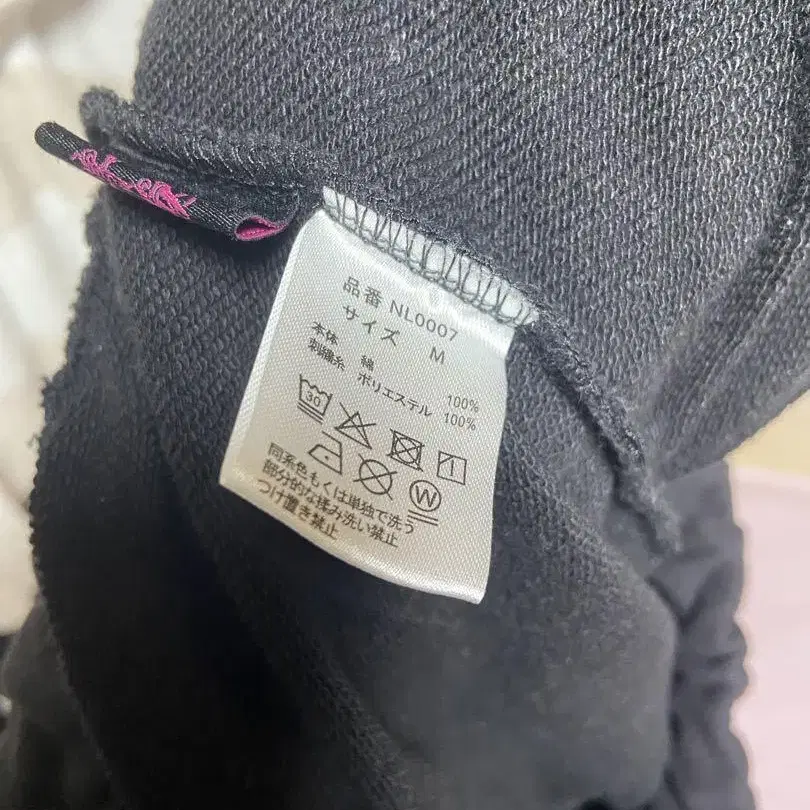 品番 NL0007
サイズ M
本体 綿 100%
刺繍糸 ポリエステル 100%
30
W
同系色もくは単独で洗う
部分的な揉み洗い禁止
つけ置き禁止